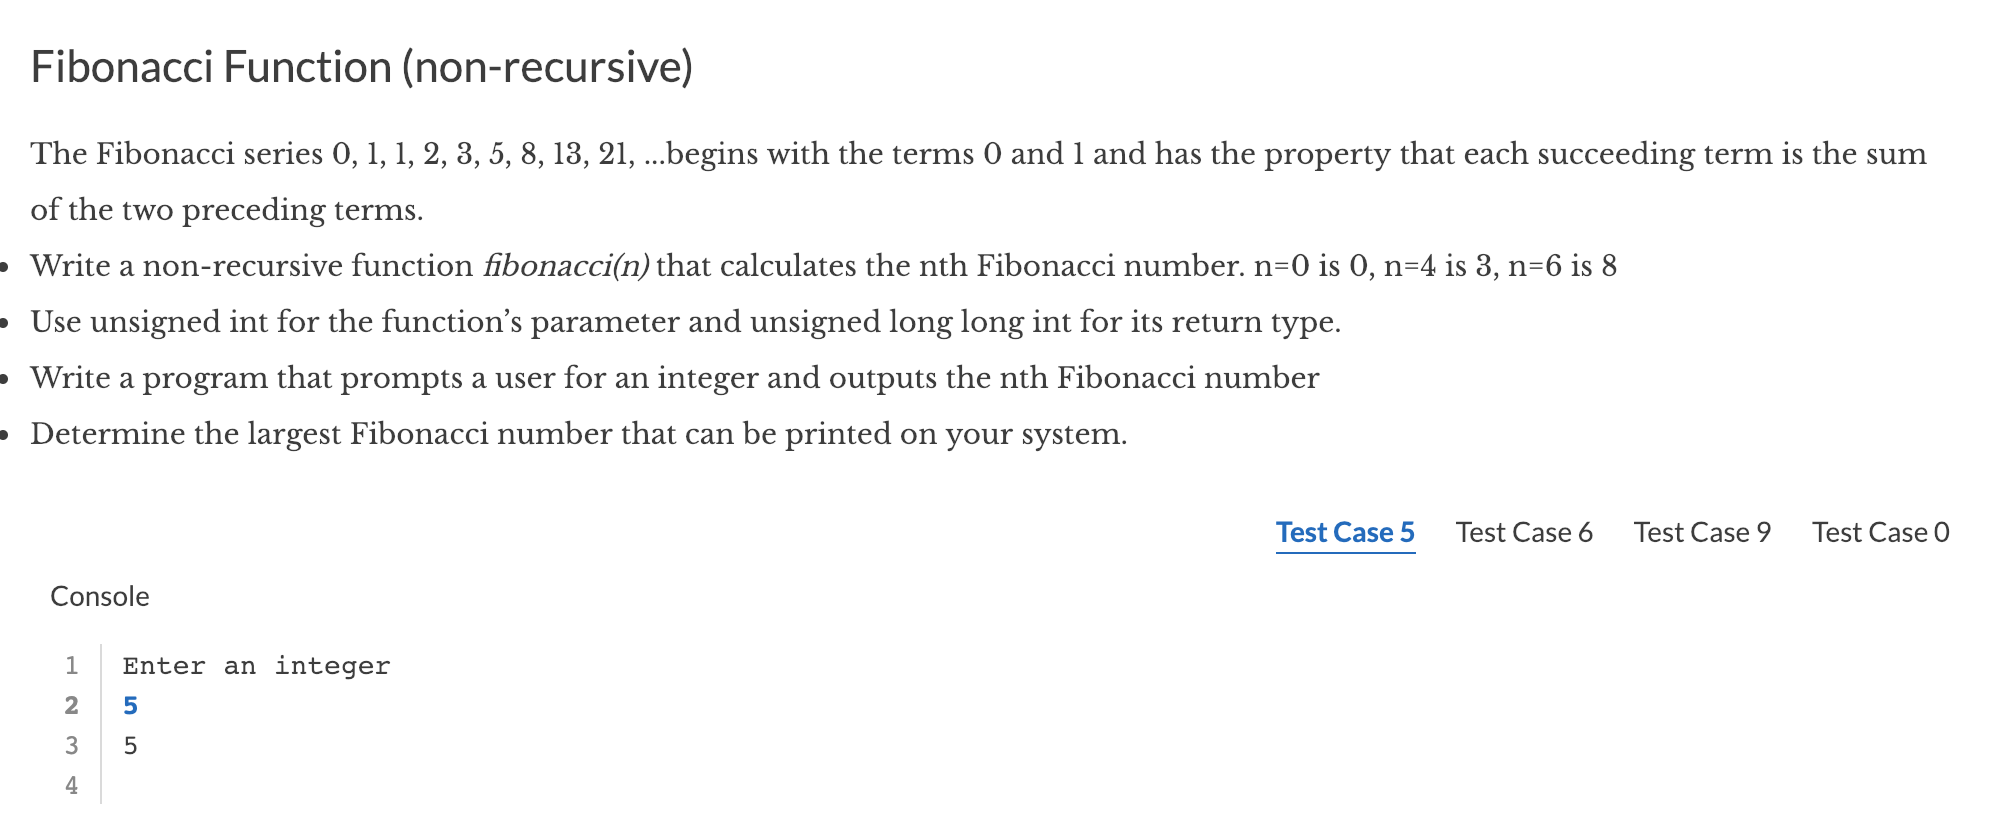 Fibonacci Function (non-recursive)
The Fibonacci series 0, 1, 1, 2, 3, 5, 8, 13, 21, ...begins with the terms 0 and 1 and has the property that each succeeding term is the sum
of the two preceding terms.
• Write a non-recursive function fibonacci(n) that calculates the nth Fibonacci number. n=0 is 0, n=4 is 3, n=6 is 8
• Use unsigned int for the function’s parameter and unsigned long long int for its return type.
• Write a program that prompts a user for an integer and outputs the nth Fibonacci number
• Determine the largest Fibonacci number that can be printed on your system.
Test Case 5 Test Case 6 Test Case 9 Test Case 0
Console
1 Enter an integer
2 5
3 5
4